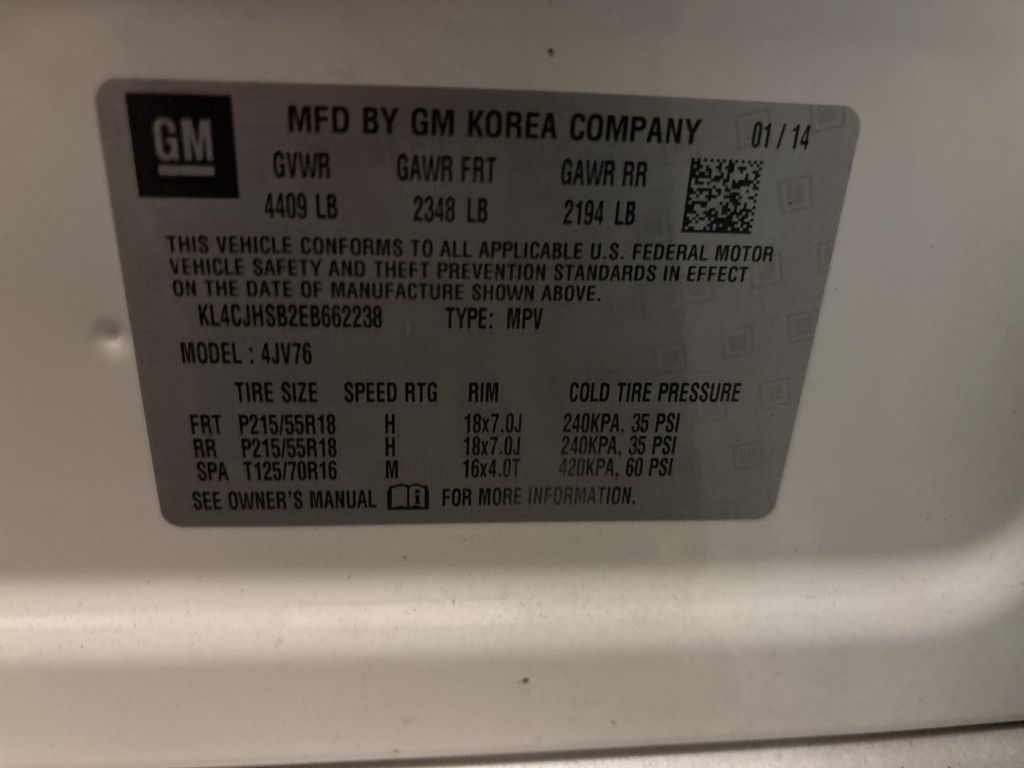 GM
MFD BY GM KOREA COMPANY 01 / 14
GVWR GAWR FRT GAWR RR
4409 LB 2348 LB 2194 LB
THIS VEHICLE CONFORMS TO ALL APPLICABLE U.S. FEDERAL MOTOR
VEHICLE SAFETY AND THEFT PREVENTION STANDARDS IN EFFECT
ON THE DATE OF MANUFACTURE SHOWN ABOVE.
KL4CJHSB2EB662238 TYPE: MPV
MODEL : 4JV76
TIRE SIZE SPEED RTG RIM COLD TIRE PRESSURE
FRT P215/55R18 H 18x7.0J 240KPA, 35 PSI
RR P215/55R18 H 18x7.0J 240KPA, 35 PSI
SPA T125/70R16 M 16x4.0T 420KPA, 60 PSI
SEE OWNER'S MANUAL FOR MORE INFORMATION.